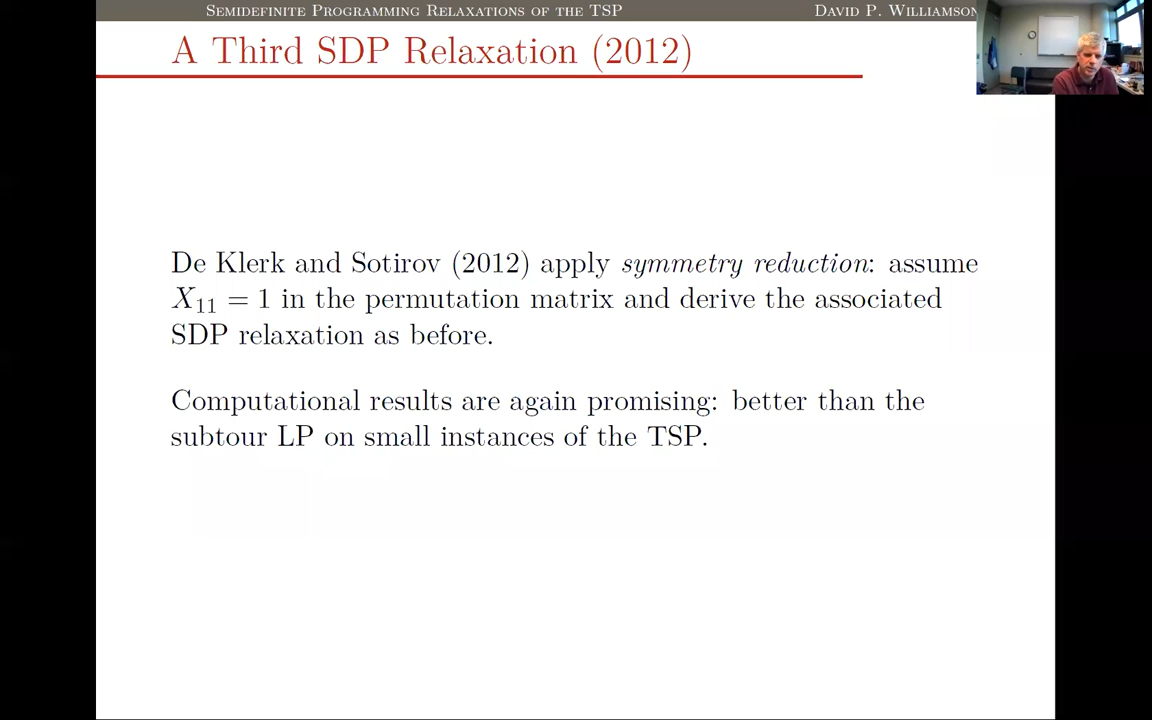 Semidefinite Programming Relaxations of the TSP David P. Williamson
A Third SDP Relaxation (2012)
De Klerk and Sotirov (2012) apply symmetry reduction: assume
X₁₁ = 1 in the permutation matrix and derive the associated
SDP relaxation as before.
Computational results are again promising: better than the
subtour LP on small instances of the TSP.